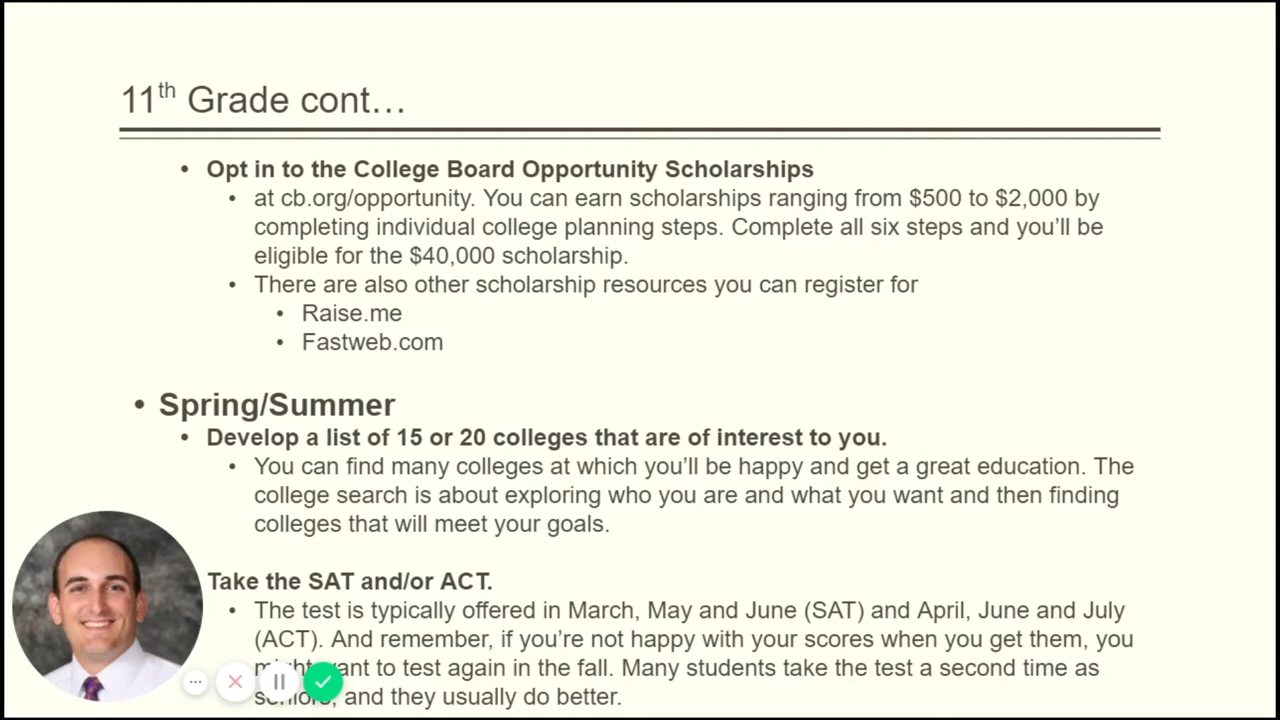 11th Grade cont…
• Opt in to the College Board Opportunity Scholarships
• at cb.org/opportunity. You can earn scholarships ranging from $500 to $2,000 by
completing individual college planning steps. Complete all six steps and you’ll be
eligible for the $40,000 scholarship.
• There are also other scholarship resources you can register for
• Raise.me
• Fastweb.com
• Spring/Summer
• Develop a list of 15 or 20 colleges that are of interest to you.
• You can find many colleges at which you’ll be happy and get a great education. The
college search is about exploring who you are and what you want and then finding
colleges that will meet your goals.
Take the SAT and/or ACT.
• The test is typically offered in March, May and June (SAT) and April, June and July
(ACT). And remember, if you’re not happy with your scores when you get them, you
might want to test again in the fall. Many students take the test a second time as
seniors, and they usually do better.